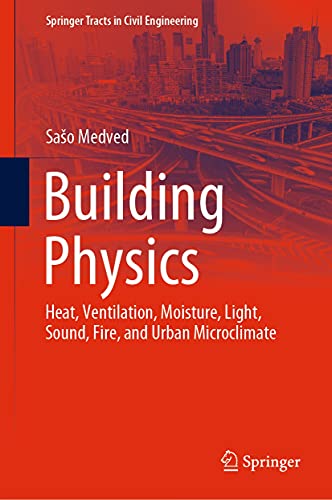 Springer Tracts in Civil Engineering
Sašo Medved
Building
Physics
Heat, Ventilation, Moisture, Light,
Sound, Fire, and Urban Microclimate
Springer